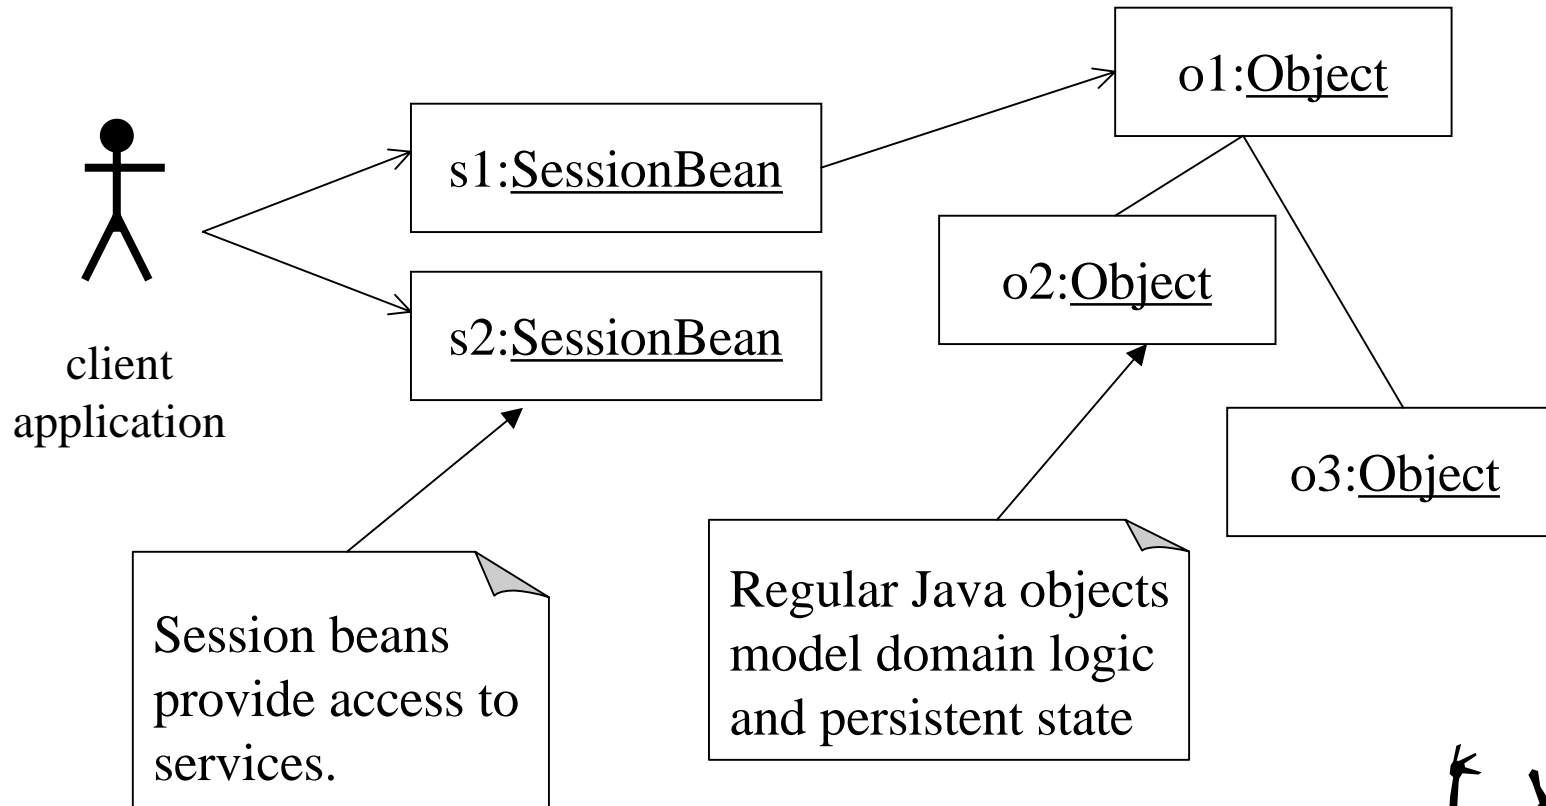 o1:Object
s1:SessionBean
o2:Object
s2:SessionBean
client
application
o3:Object
Regular Java objects
model domain logic
and persistent state
Session beans
provide access to
services.